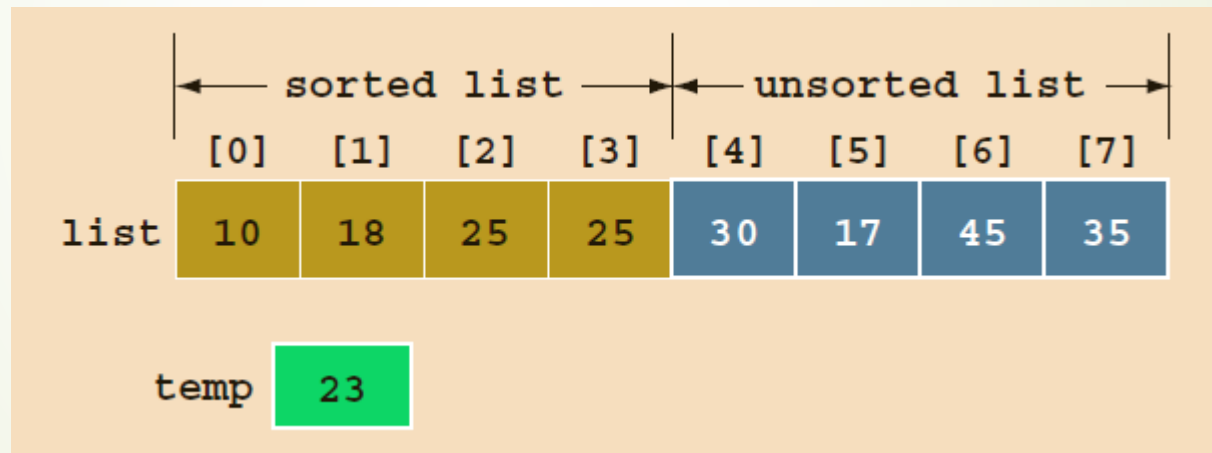 sorted list unsorted list
[0] [1] [2] [3] [4] [5] [6] [7]
list 10 18 25 25 30 17 45 35
temp 23